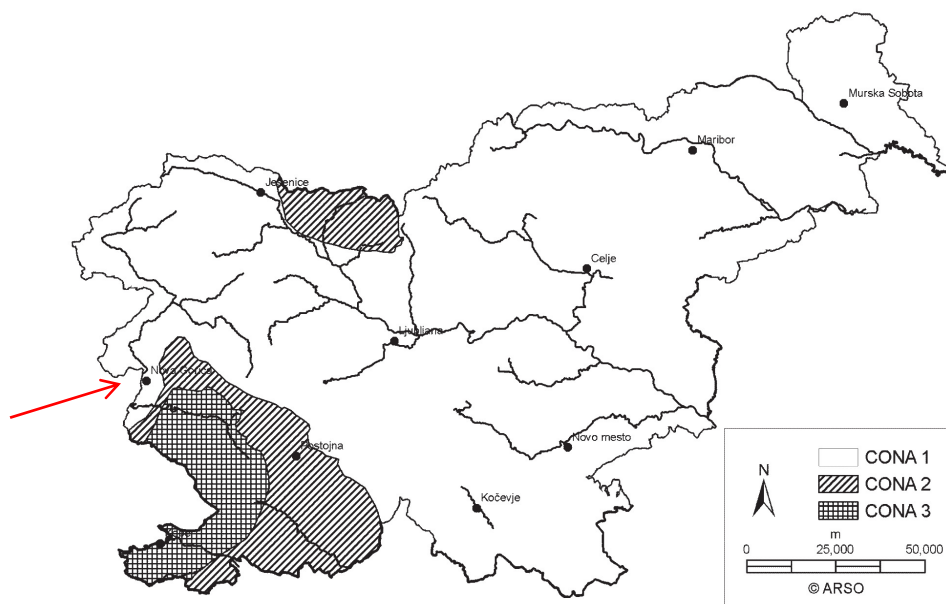 Murska Sobota
Maribor
Jesenice
Celje
Ljubljana
Nova Gorica
Novo mesto
Postojna
Kočevje
N
CONA 1
CONA 2
CONA 3
m
0 25,000 50,000
© ARSO